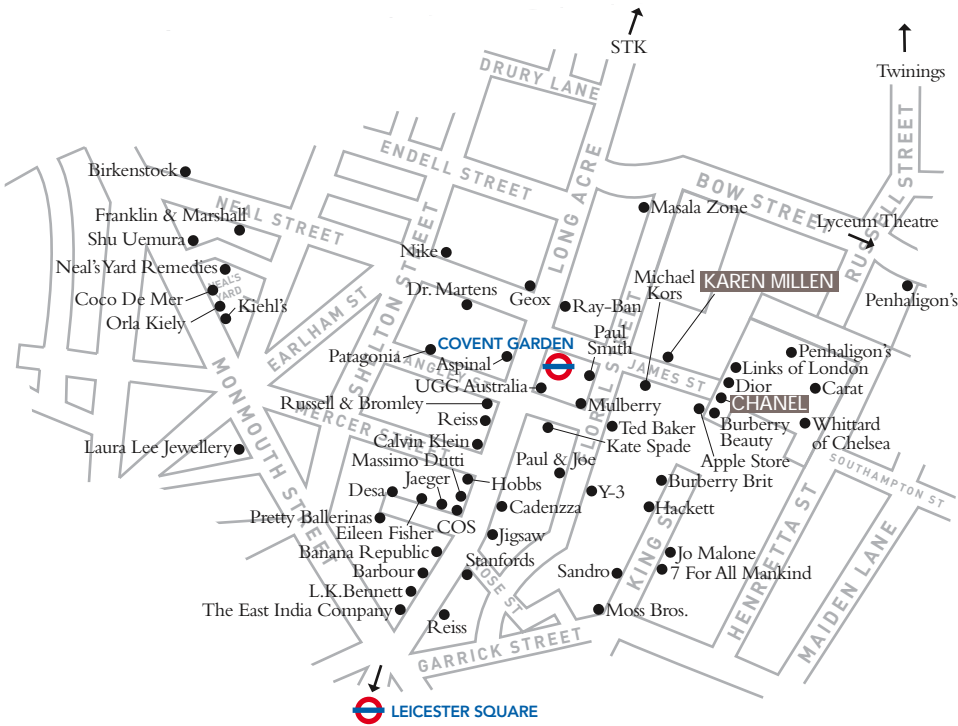 STK
Twinings
DRURY LANE
ENDELL STREET
LONG ACRE
BOW STREET
RUSSELL STREET
Birkenstock
NEAL STREET
Franklin & Marshall
Shu Uemura
Masala Zone
Lyceum Theatre
Neal's Yard Remedies
NEAL'S
YARD
Nike
SHELTON STREET
Coco De Mer
Orla Kiely
Kiehl's
EARLHAM ST
Dr. Martens
Geox
Ray-Ban
Michael
Kors
KAREN MILLEN
Penhaligon's
Paul
Smith
COVENT GARDEN
Patagonia
Aspinal
LANGLEY ST
JAMES ST
Penhaligon's
Links of London
Dior
Carat
CHANEL
UGG Australia
MONMOUTH STREET
Russell & Bromley
Mulberry
FLORAL STREET
Burberry
Beauty
Whittard
of Chelsea
Reiss
MERCER STREET
Ted Baker
Kate Spade
Calvin Klein
Apple Store
SOUTHAMPTON ST
Laura Lee Jewellery
Massimo Dutti
Paul & Joe
Jaeger
Hobbs
Burberry Brit
Desa
Y-3
Cadenzza
Hackett
Pretty Ballerinas
Eileen Fisher
COS
KING ST
HENRIETTA ST
MAIDEN LANE
Jigsaw
Banana Republic
Stanfords
Jo Malone
Barbour
Sandro
7 For All Mankind
ROSE ST
L.K.Bennett
The East India Company
Reiss
Moss Bros.
GARRICK STREET
LEICESTER SQUARE